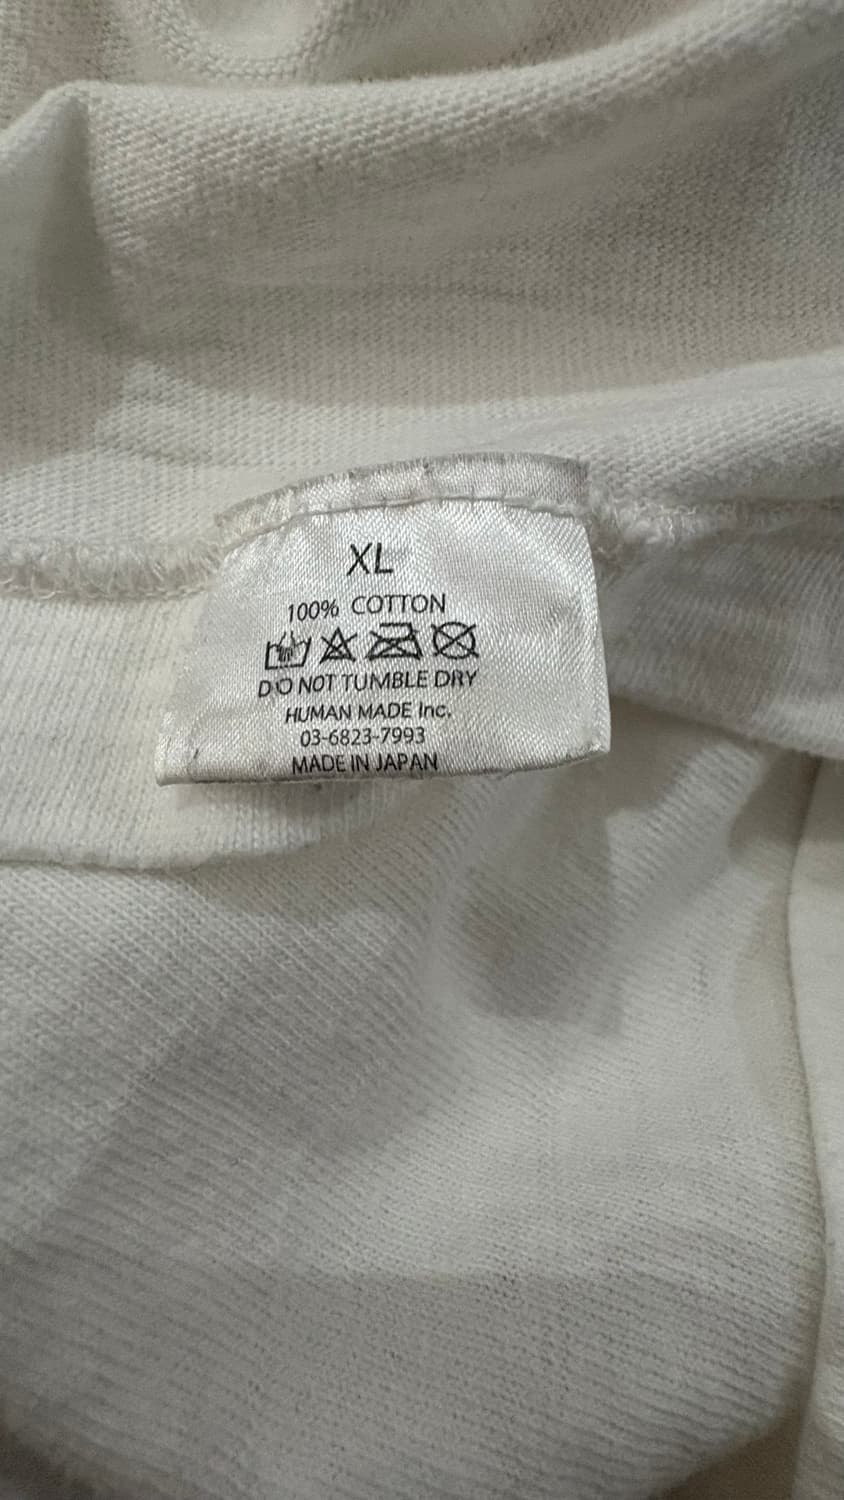 XL
100% COTTON
DO NOT TUMBLE DRY
HUMAN MADE Inc.
03-6823-7993
MADE IN JAPAN